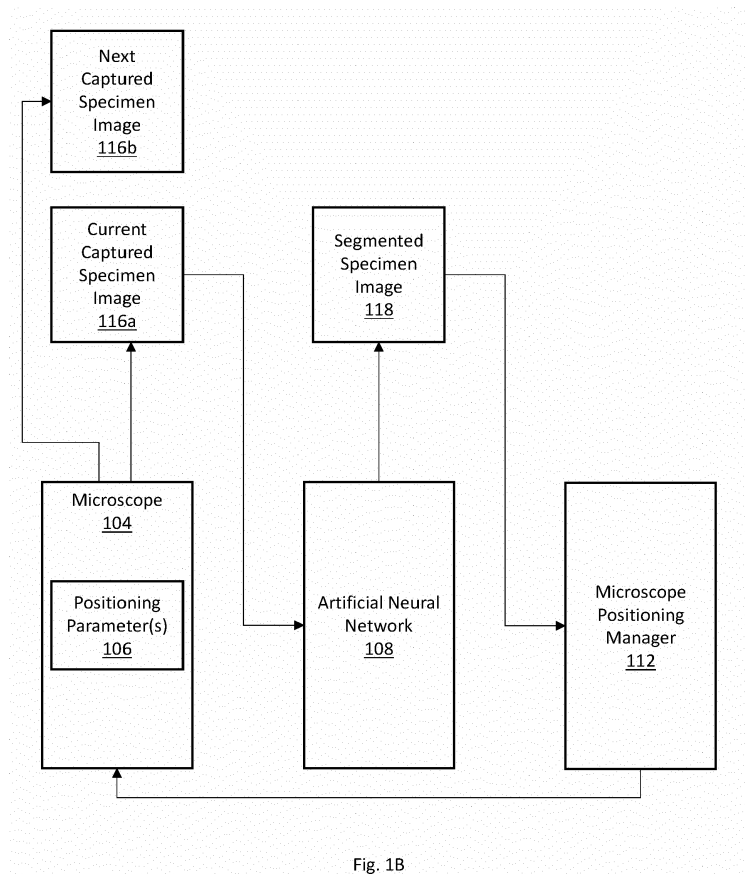 Next
Captured
Specimen
Image
116b
Current
Captured
Specimen
Image
116a
Segmented
Specimen
Image
118
Microscope
104
Positioning
Parameter(s)
106
Artificial Neural
Network
108
Microscope
Positioning
Manager
112
Fig. 1B